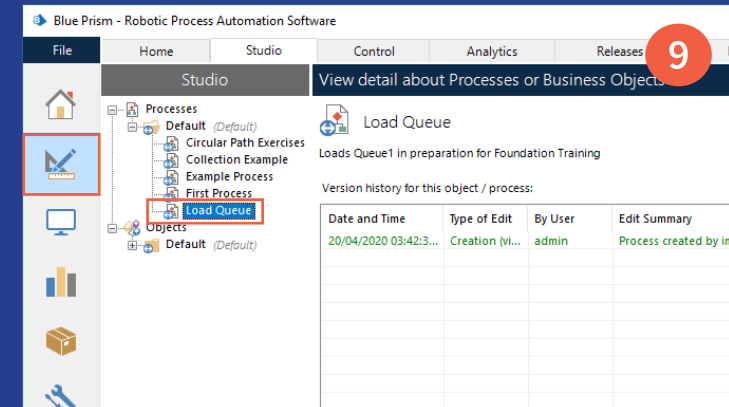 Blue Prism - Robotic Process Automation Software
File Home Studio Control Analytics Releases
9
Studio
View detail about Processes or Business Objects
Processes
Default (Default)
Circular Path Exercises
Collection Example
Example Process
First Process
Load Queue
Objects
Default (Default)
Load Queue
Loads Queue1 in preparation for Foundation Training
Version history for this object / process:
Date and Time Type of Edit By User Edit Summary
20/04/2020 03:42:3... Creation (vi... admin Process created by